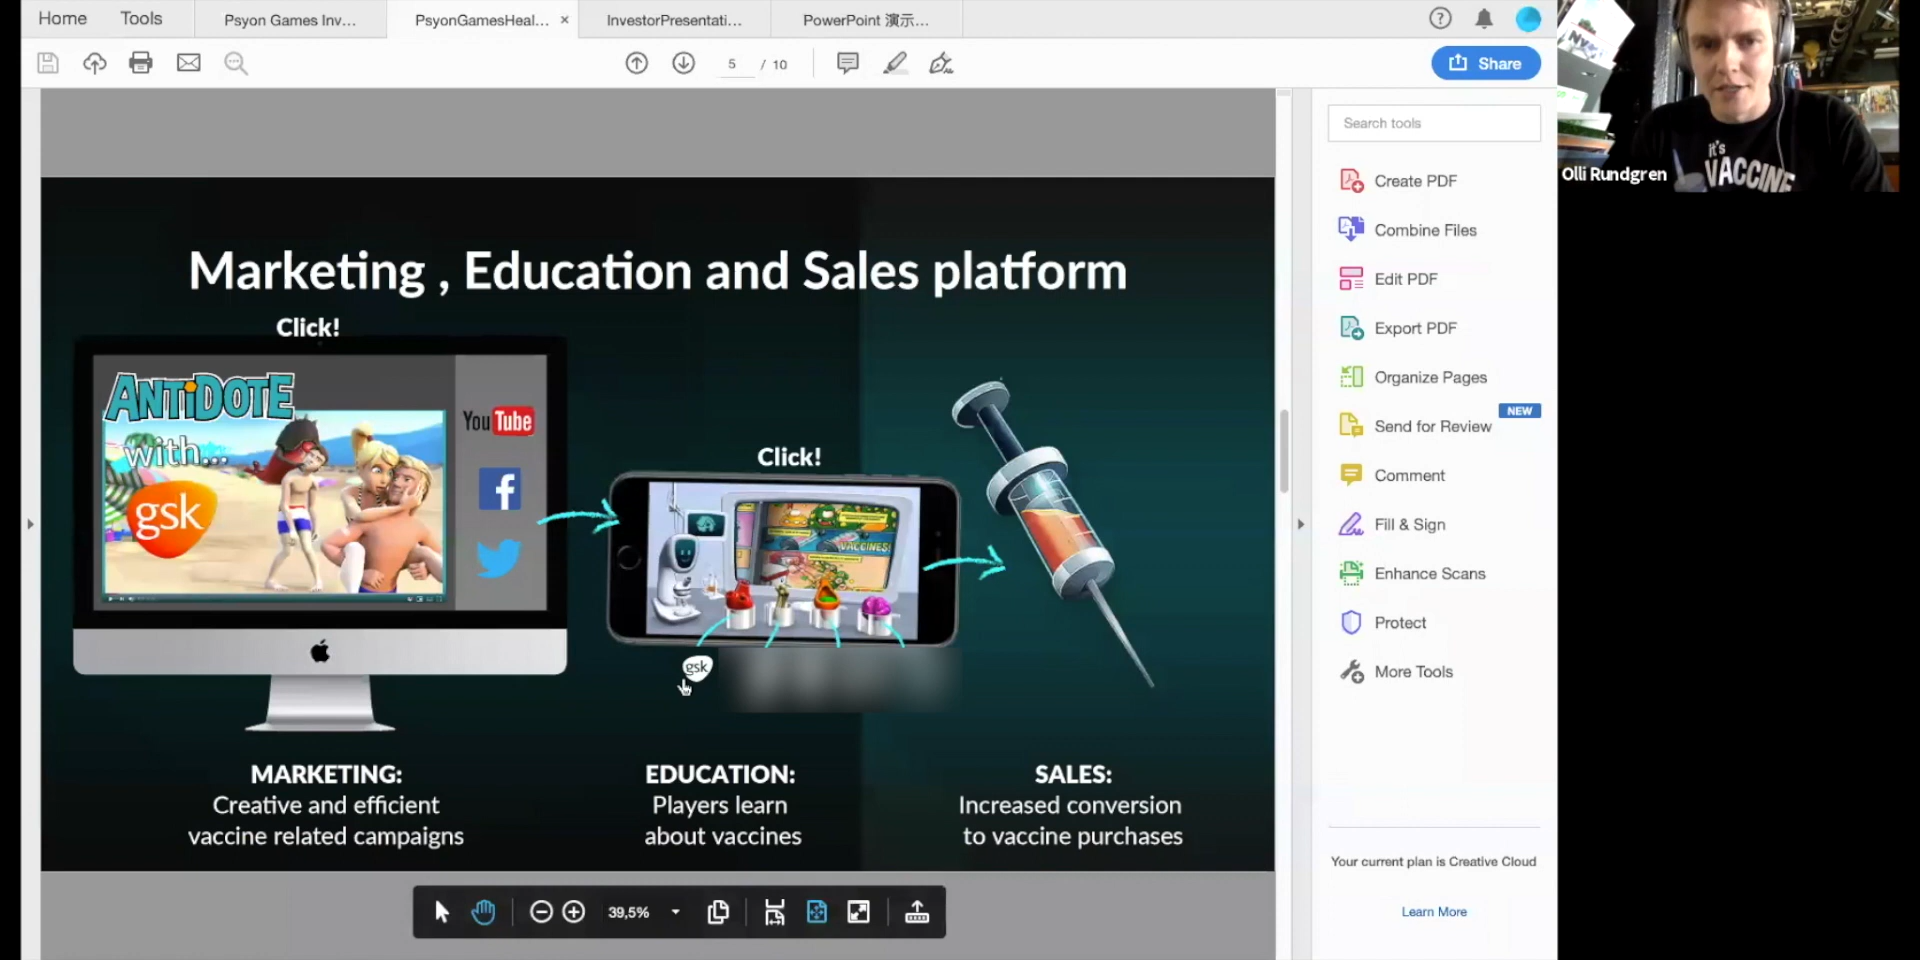 Home
Tools
Psyon Games Inv...
PsyonGamesHeal...
InvestorPresentati...
PowerPoint 演示...
5 / 10
Share
Search tools
Create PDF
Combine Files
Edit PDF
Export PDF
Organize Pages
NEW
Send for Review
Comment
Fill & Sign
Enhance Scans
Protect
More Tools
Your current plan is Creative Cloud
Learn More
it's
VACCINE
Olli Rundgren
Marketing , Education and Sales platform
Click!
ANTiDOTE
with...
gsk
YouTube
f
Click!
VACCINES!
gsk
MARKETING:
Creative and efficient
vaccine related campaigns
EDUCATION:
Players learn
about vaccines
SALES:
Increased conversion
to vaccine purchases
39,5%